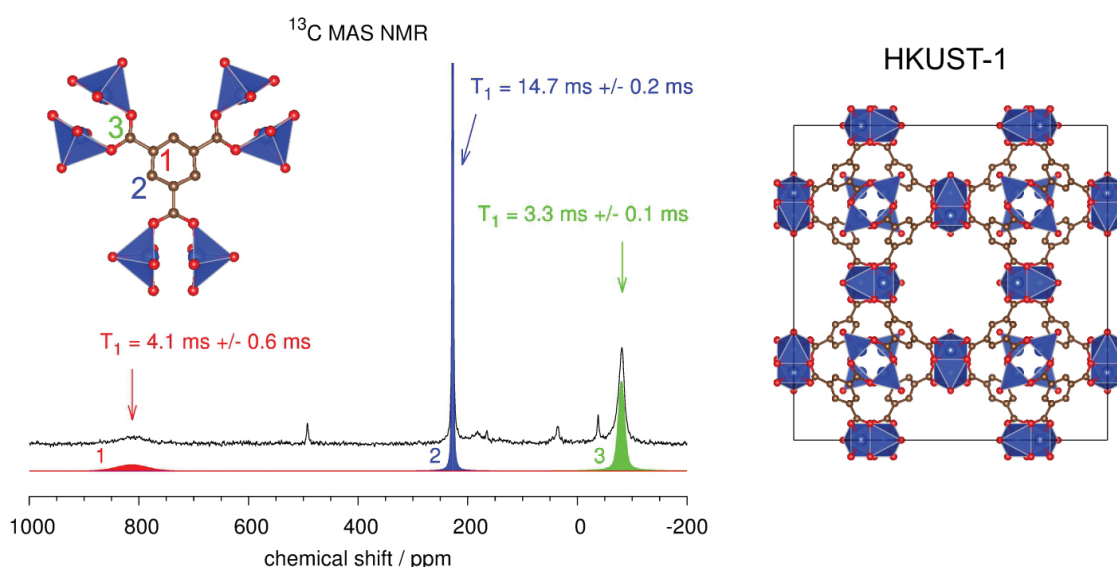 ¹³C MAS NMR
HKUST-1
T₁ = 14.7 ms +/- 0.2 ms
3
1
2
T₁ = 3.3 ms +/- 0.1 ms
T₁ = 4.1 ms +/- 0.6 ms
1
2
3
1000 800 600 400 200 0 -200
chemical shift / ppm